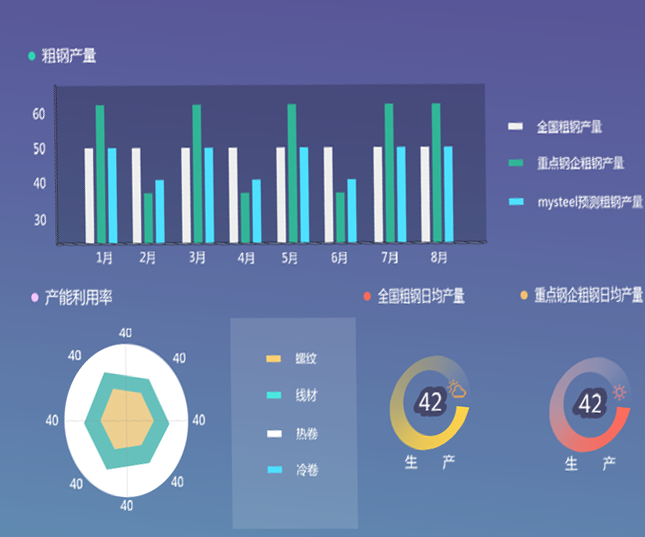 粗钢产量
60
50
40
30
1月 2月 3月 4月 5月 6月 7月 8月
全国粗钢产量
重点钢企粗钢产量
mysteel预测粗钢产量
产能利用率
40
40
40
40
40
40
40
40
螺纹
线材
热卷
冷卷
全国粗钢日均产量
42
生 产
重点钢企粗钢日均产量
42
生 产